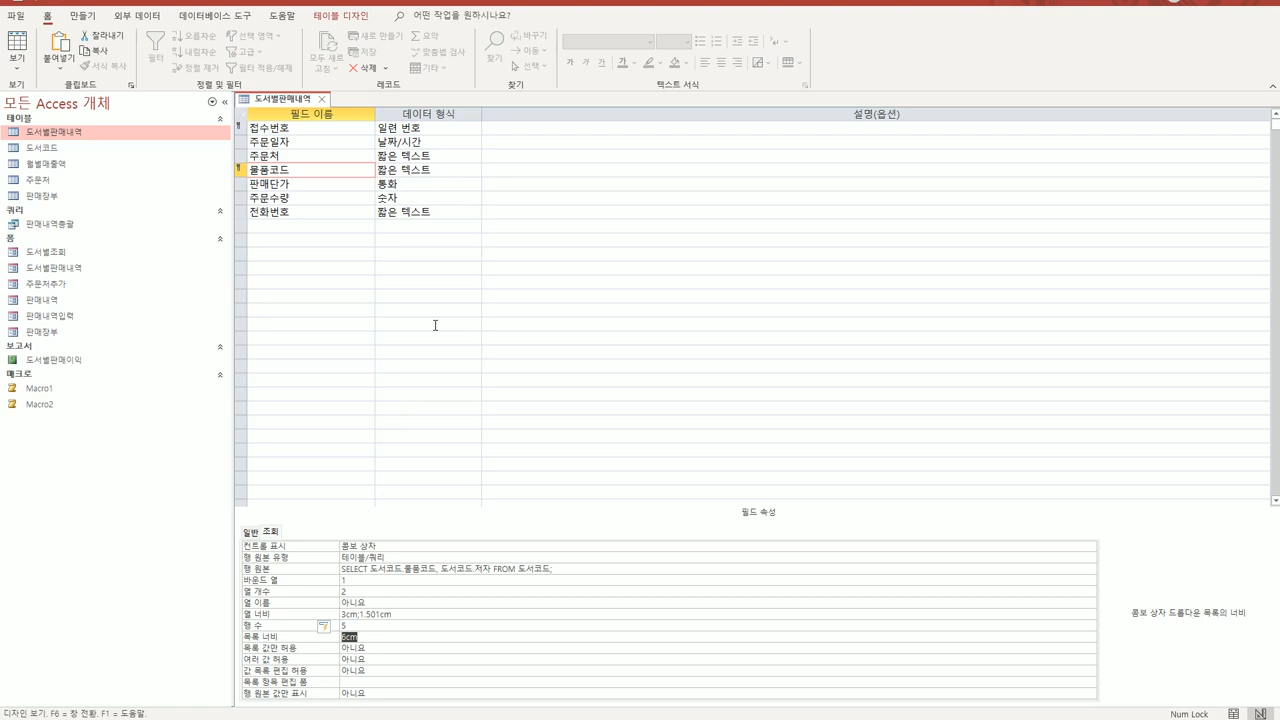 파일 홈 만들기 외부 데이터 데이터베이스 도구 도움말 테이블 디자인 어떤 작업을 원하시나요?
보기
붙여넣기
잘라내기
복사
서식 복사
필터
오름차순
내림차순
정렬 제거
선택 영역
고급
필터 적용/해제
모두 새로
고침
새로 만들기
저장
삭제
요약
맞춤법 검사
기타
찾기
바꾸기
이동
선택
보기 클립보드 정렬 및 필터 레코드 찾기 텍스트 서식
모든 Access 개체
테이블
도서별판매내역
도서코드
월별매출액
주문처
판매장부
쿼리
판매내역총괄
폼
도서별조회
도서별판매내역
주문처추가
판매내역
판매내역입력
판매장부
보고서
도서별판매이익
매크로
Macro1
Macro2
도서별판매내역
필드 이름 데이터 형식 설명(옵션)
접수번호 일련 번호
주문일자 날짜/시간
주문처 짧은 텍스트
물품코드 짧은 텍스트
판매단가 통화
주문수량 숫자
전화번호 짧은 텍스트
필드 속성
일반 조회
컨트롤 표시 콤보 상자
행 원본 유형 테이블/쿼리
행 원본 SELECT 도서코드.물품코드, 도서코드.저자 FROM 도서코드;
바운드 열 1
열 개수 2
열 이름 아니요
열 너비 3cm;1.501cm
행 수 5
목록 너비 6cm
목록 값만 허용 아니요
여러 값 허용 아니요
값 목록 편집 허용 아니요
목록 항목 편집 폼
행 원본 값만 표시 아니요
콤보 상자 드롭다운 목록의 너비
디자인 보기. F6 = 창 전환. F1 = 도움말. Num Lock